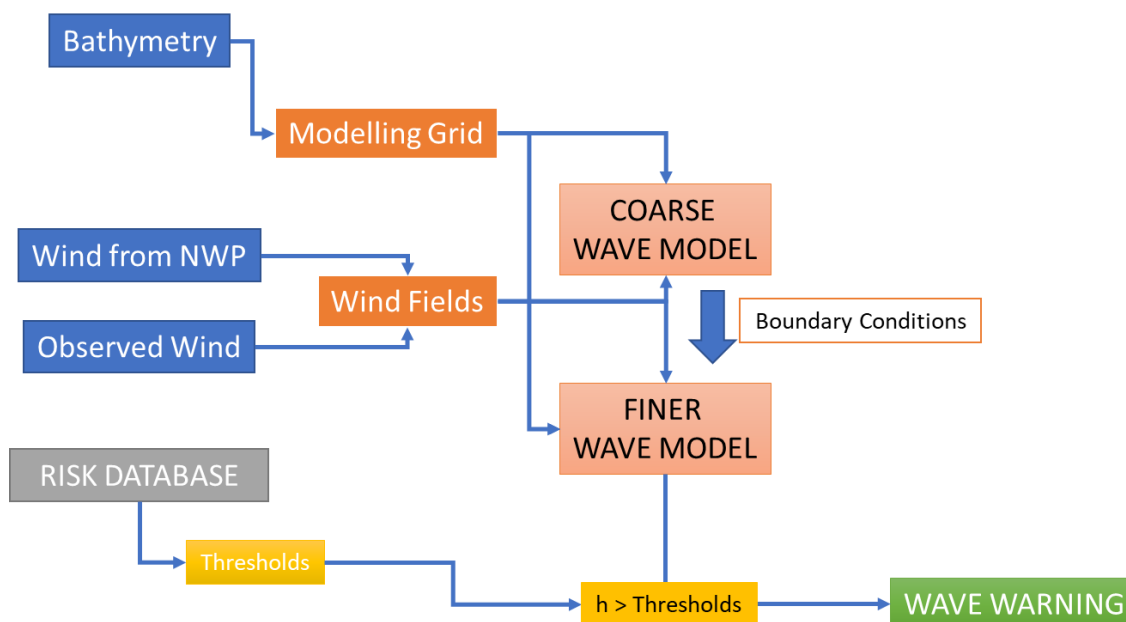 Bathymetry
Modelling Grid
COARSE
WAVE MODEL
Wind from NWP
Wind Fields
Boundary Conditions
Observed Wind
FINER
WAVE MODEL
RISK DATABASE
Thresholds
h > Thresholds
WAVE WARNING